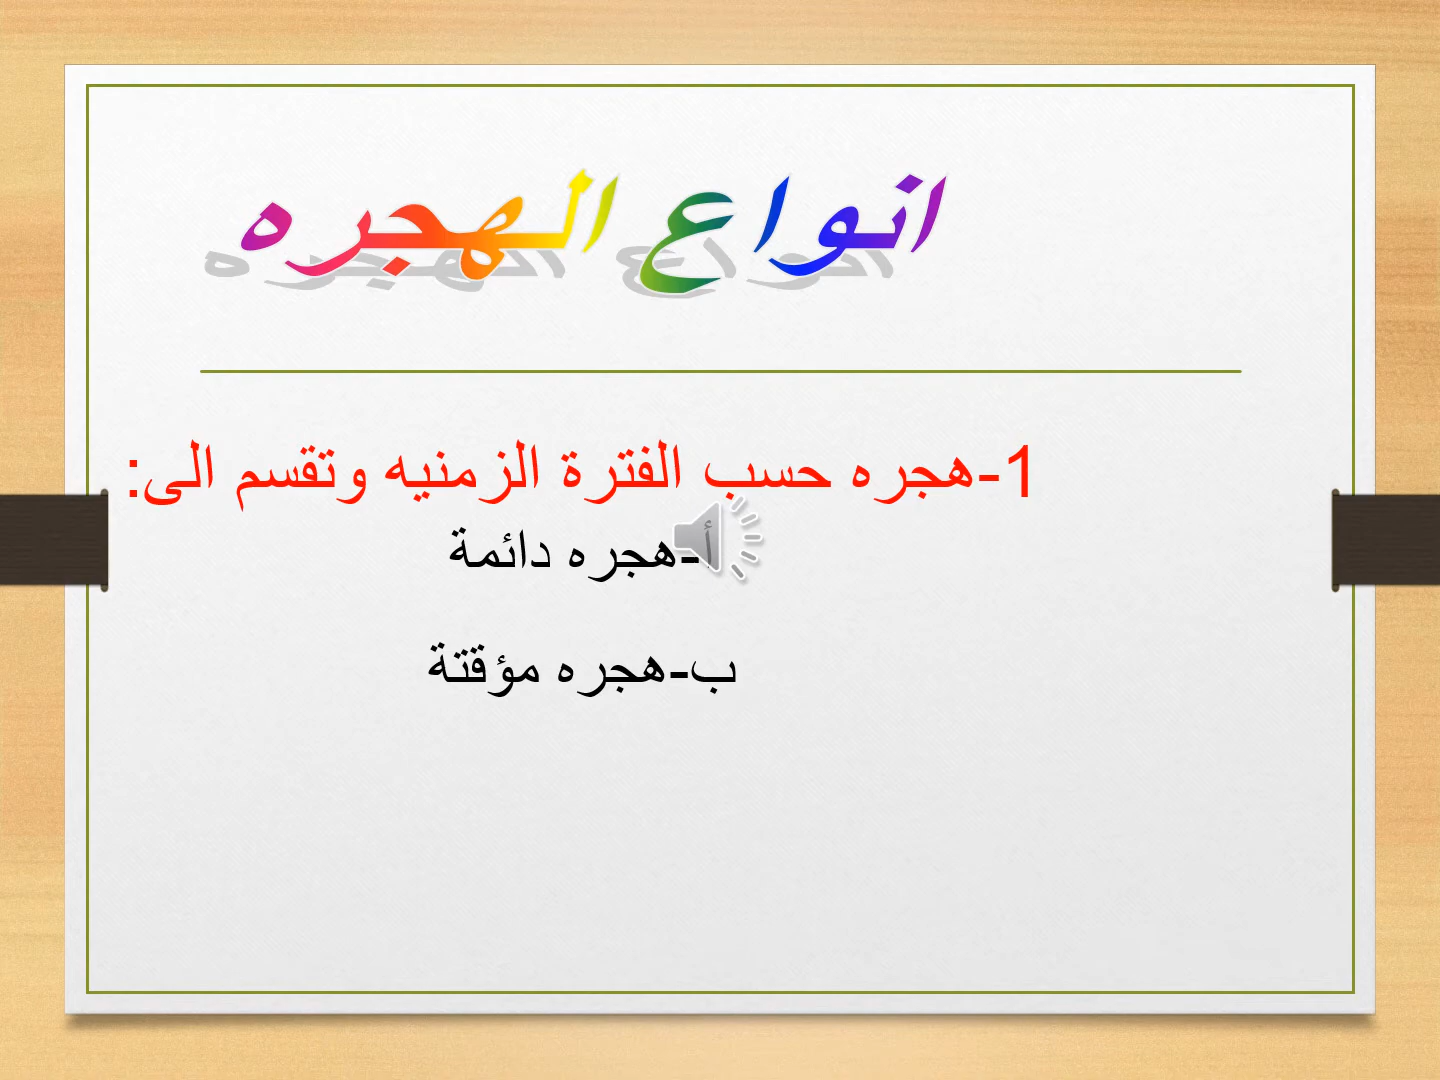 انواع الهجره
1-هجره حسب الفترة الزمنيه وتقسم الى:
أ-هجره دائمة
ب-هجره مؤقتة